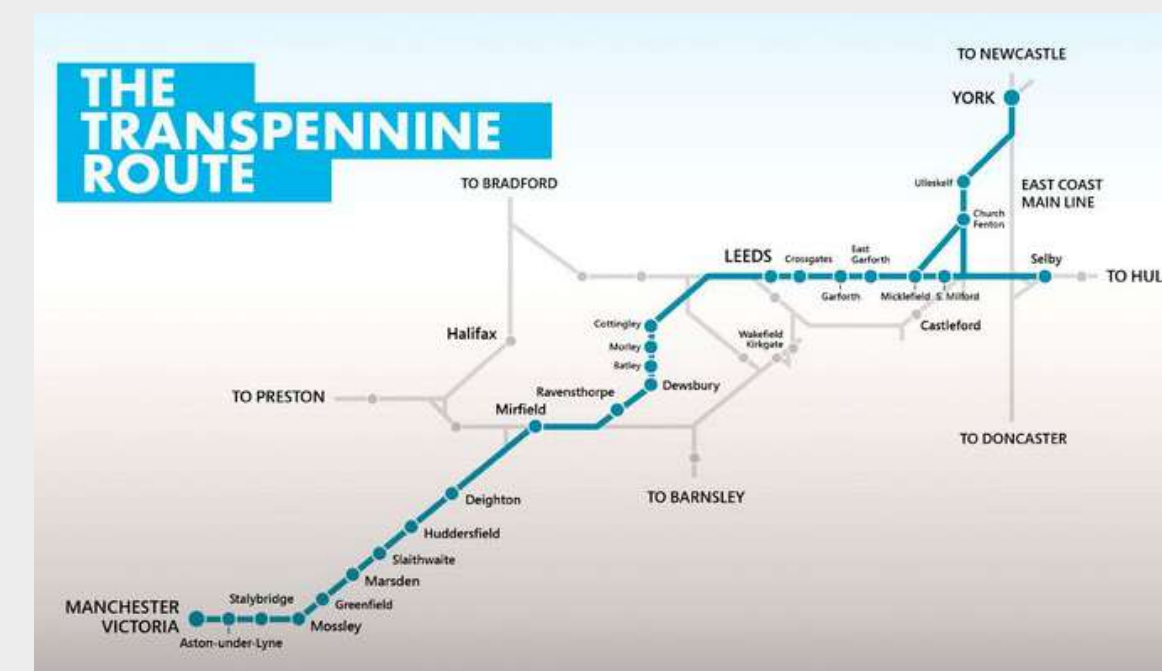 THE
TRANSPENNINE
ROUTE
TO NEWCASTLE
YORK
TO BRADFORD
Ulleskelf
EAST COAST
MAIN LINE
Church
Fenton
LEEDS
Crossgates
East
Garforth
Selby
TO HUL
Garforth
Micklefield
S. Milford
Castleford
Cottingley
Halifax
Wakefield
Kirkgate
Morley
Batley
Dewsbury
TO PRESTON
Ravensthorpe
Mirfield
TO DONCASTER
TO BARNSLEY
Deighton
Huddersfield
Slaithwaite
Marsden
Stalybridge
Greenfield
MANCHESTER
VICTORIA
Mossley
Aston-under-Lyne